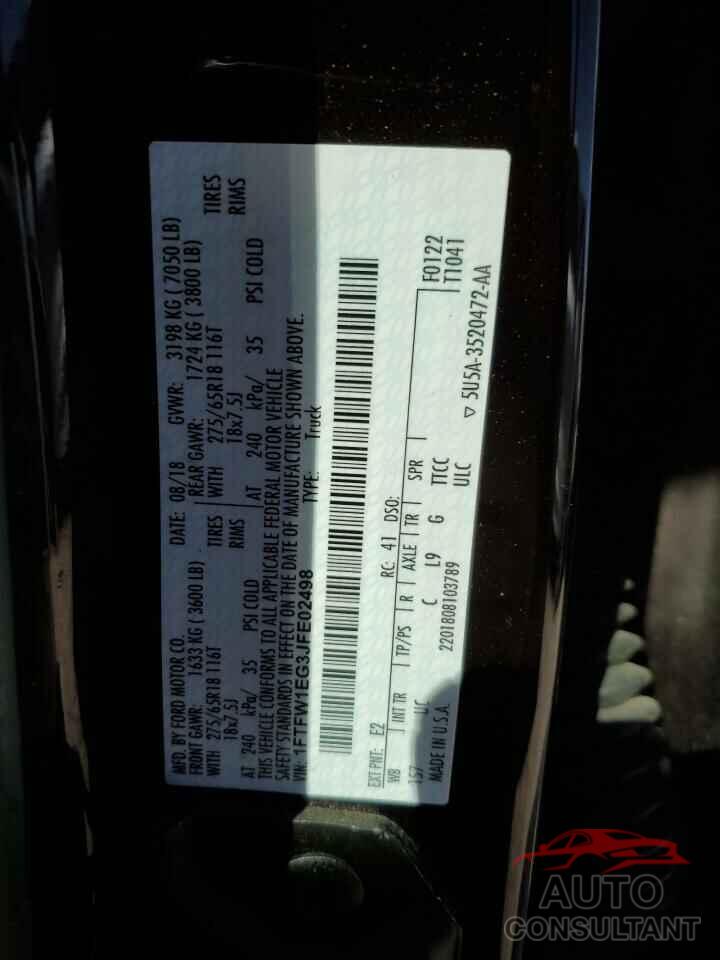 MFD. BY FORD MOTOR CO.
DATE: 08/18 GVWR: 3198 KG ( 7050 LB)
FRONT GAWR: 1633 KG ( 3600 LB) REAR GAWR: 1724 KG ( 3800 LB)
WITH 275/65R18 116T TIRES WITH 275/65R18 116T TIRES
18x7.5J RIMS 18x7.5J RIMS
AT 240 kPa/ 35 PSI COLD AT 240 kPa/ 35 PSI COLD
THIS VEHICLE CONFORMS TO ALL APPLICABLE FEDERAL MOTOR VEHICLE
SAFETY STANDARDS IN EFFECT ON THE DATE OF MANUFACTURE SHOWN ABOVE.
VIN: 1FTFW1EG3JFE02498 TYPE: Truck
F0122
T1041
EXT PNT: E2 RC: 41 DSO:
WB INT TR TP/PS R AXLE TR SPR
157 UC C L9 G TTCC
ULC
MADE IN U.S.A. 2201808103789
▽ 5U5A-3520472-AA
AUTO
CONSULTANT